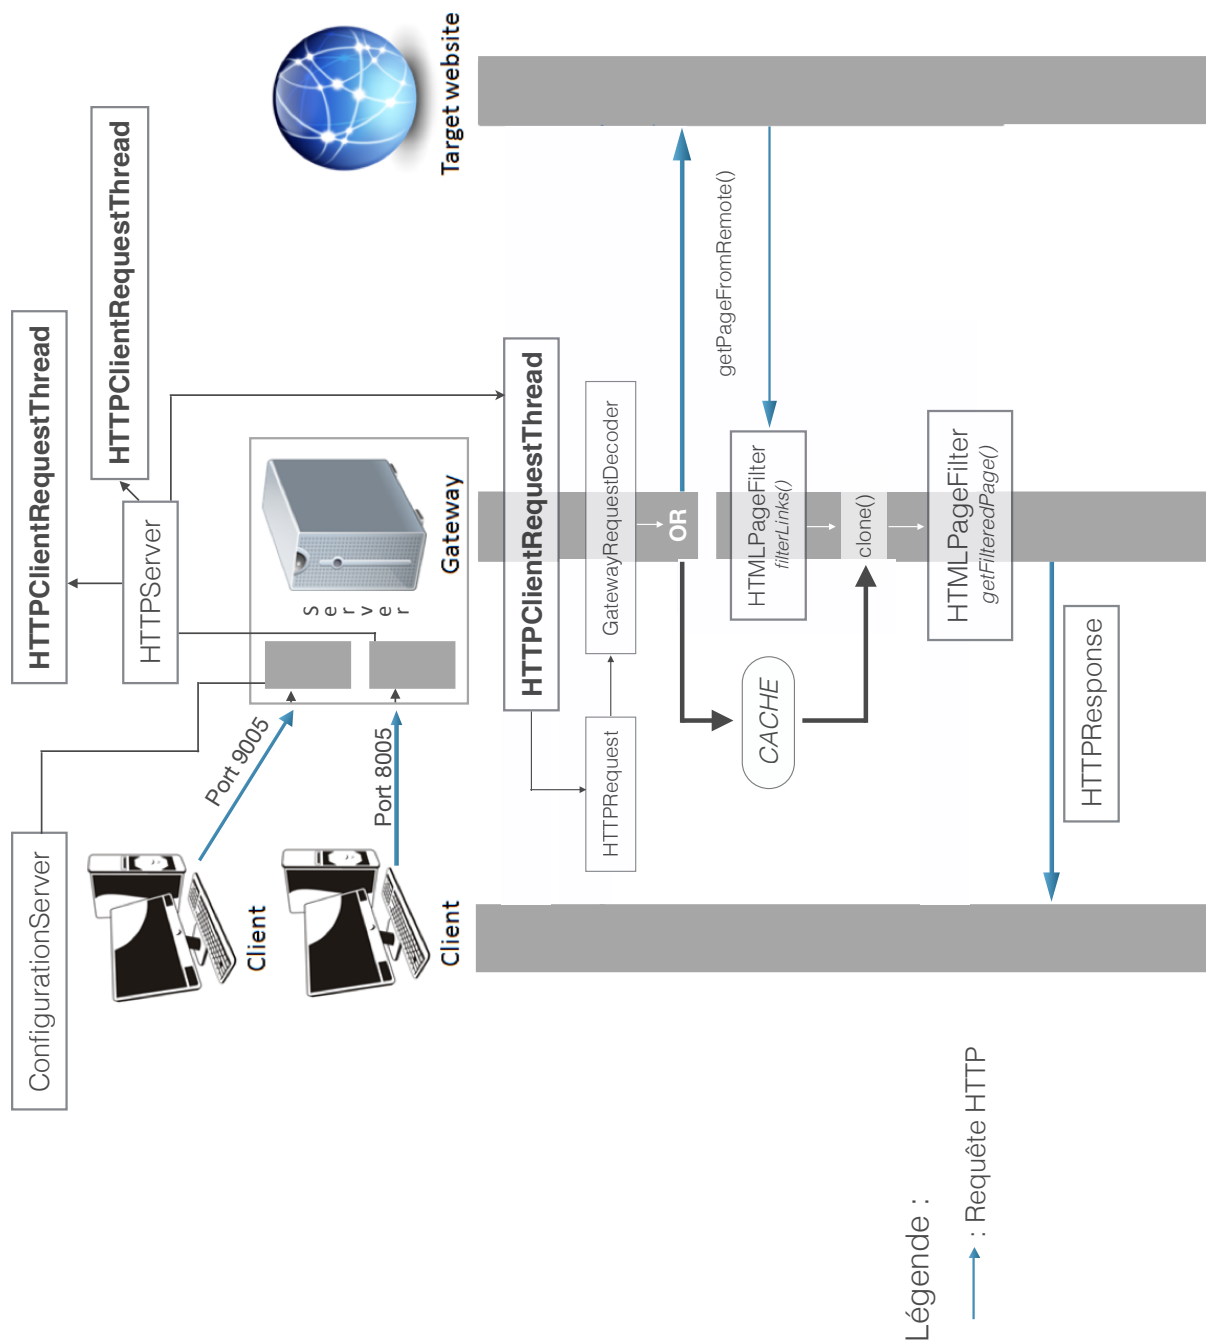 ConfigurationServer
HTTPServer
HTTPClientRequestThread
HTTPClientRequestThread
Port 9005
Port 8005
Server
Client
Client
Gateway
Target website
HTTPClientRequestThread
HTTPRequest
GatewayRequestDecoder
OR
getPageFromRemote()
CACHE
HTMLPageFilter
filterLinks()
clone()
HTMLPageFilter
getFilteredPage()
HTTPResponse
Légende :
: Requête HTTP